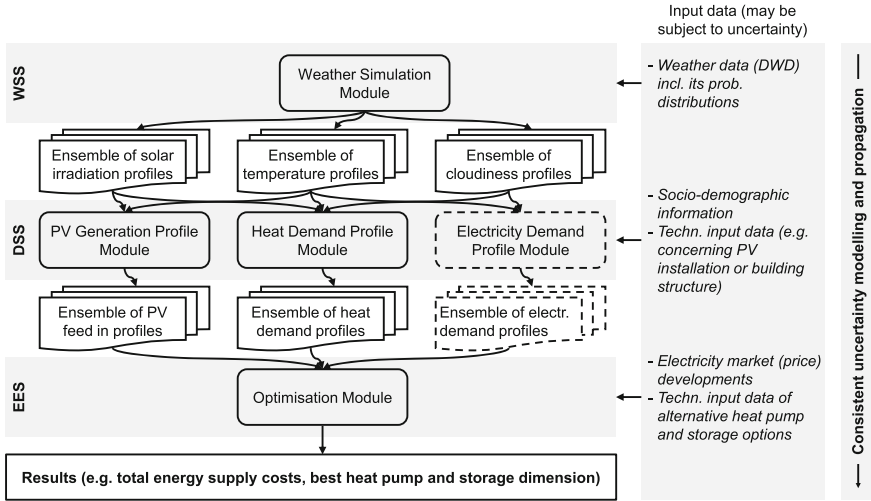 Input data (may be
subject to uncertainty)
WSS
Weather Simulation
Module
- Weather data (DWD)
incl. its prob.
distributions
Ensemble of solar
irradiation profiles
Ensemble of
temperature profiles
Ensemble of
cloudiness profiles
DSS
PV Generation Profile
Module
Heat Demand Profile
Module
Electricity Demand
Profile Module
- Socio-demographic
information
- Techn. input data (e.g.
concerning PV
installation or building
structure)
Ensemble of PV
feed in profiles
Ensemble of heat
demand profiles
Ensemble of electr.
demand profiles
EES
Optimisation Module
- Electricity market (price)
developments
- Techn. input data of
alternative heat pump
and storage options
Results (e.g. total energy supply costs, best heat pump and storage dimension)
Consistent uncertainty modelling and propagation